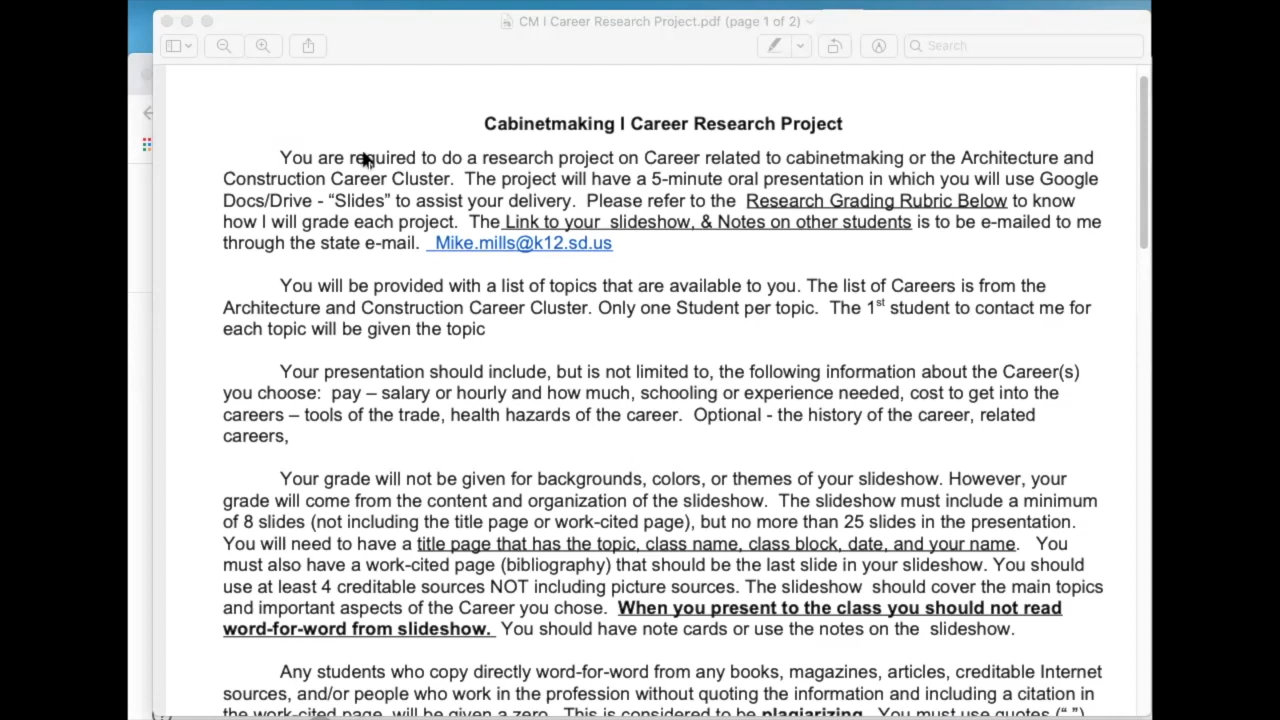 CM I Career Research Project.pdf (page 1 of 2)
Search
Cabinetmaking I Career Research Project
You are required to do a research project on Career related to cabinetmaking or the Architecture and
Construction Career Cluster.  The project will have a 5-minute oral presentation in which you will use Google
Docs/Drive - “Slides” to assist your delivery.  Please refer to the  Research Grading Rubric Below to know
how I will grade each project.  The Link to your  slideshow, & Notes on other students is to be e-mailed to me
through the state e-mail.  Mike.mills@k12.sd.us
You will be provided with a list of topics that are available to you. The list of Careers is from the
Architecture and Construction Career Cluster. Only one Student per topic.  The 1st student to contact me for
each topic will be given the topic
Your presentation should include, but is not limited to, the following information about the Career(s)
you choose:  pay – salary or hourly and how much, schooling or experience needed, cost to get into the
careers – tools of the trade, health hazards of the career.  Optional - the history of the career, related
careers,
Your grade will not be given for backgrounds, colors, or themes of your slideshow. However, your
grade will come from the content and organization of the slideshow.  The slideshow must include a minimum
of 8 slides (not including the title page or work-cited page), but no more than 25 slides in the presentation.
You will need to have a title page that has the topic, class name, class block, date, and your name.   You
must also have a work-cited page (bibliography) that should be the last slide in your slideshow. You should
use at least 4 creditable sources NOT including picture sources. The slideshow  should cover the main topics
and important aspects of the Career you chose.  When you present to the class you should not read
word-for-word from slideshow.  You should have note cards or use the notes on the  slideshow.
Any students who copy directly word-for-word from any books, magazines, articles, creditable Internet
sources, and/or people who work in the profession without quoting the information and including a citation in
the work-cited page, will be given a zero.  This is considered to be plagiarizing.  You must use quotes (“ ”)